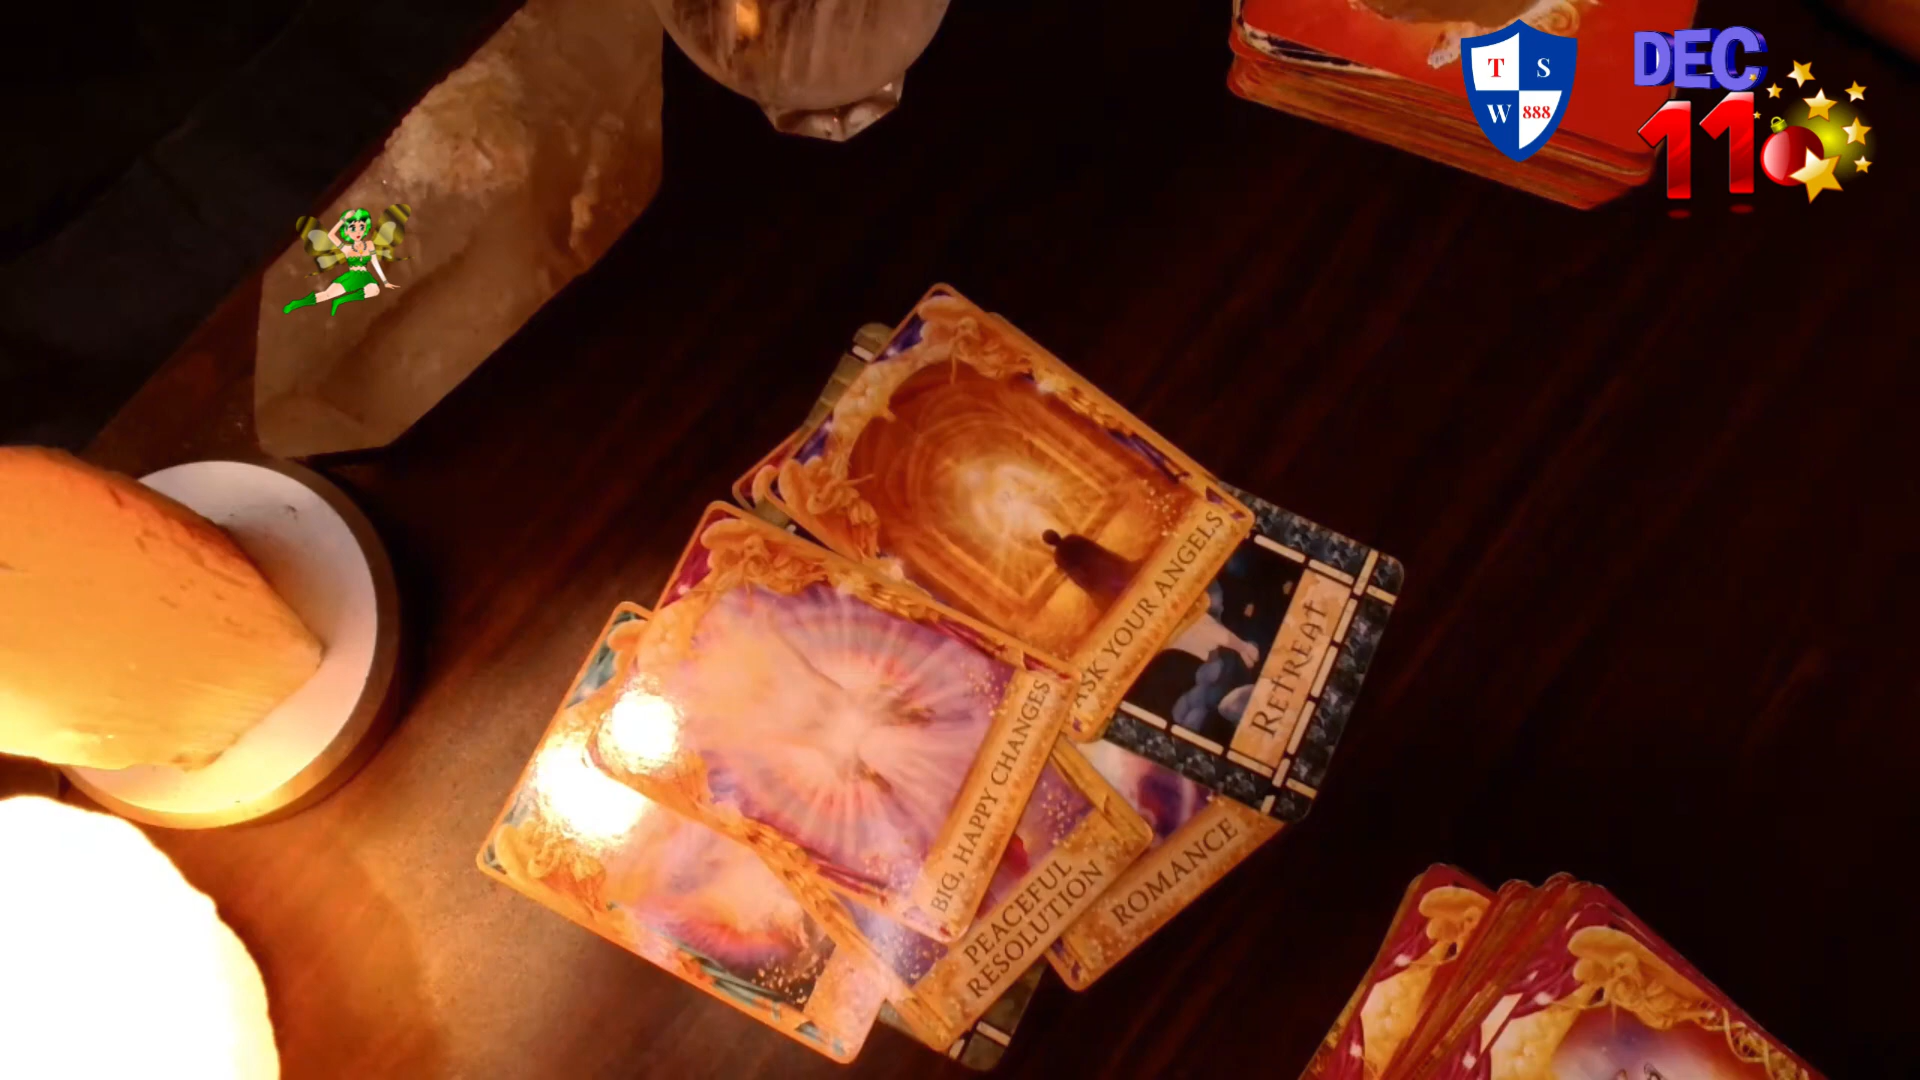 T S
W 888
DEC
11
ASK YOUR ANGELS
RETREAT
BIG, HAPPY CHANGES
PEACEFUL
RESOLUTION
ROMANCE